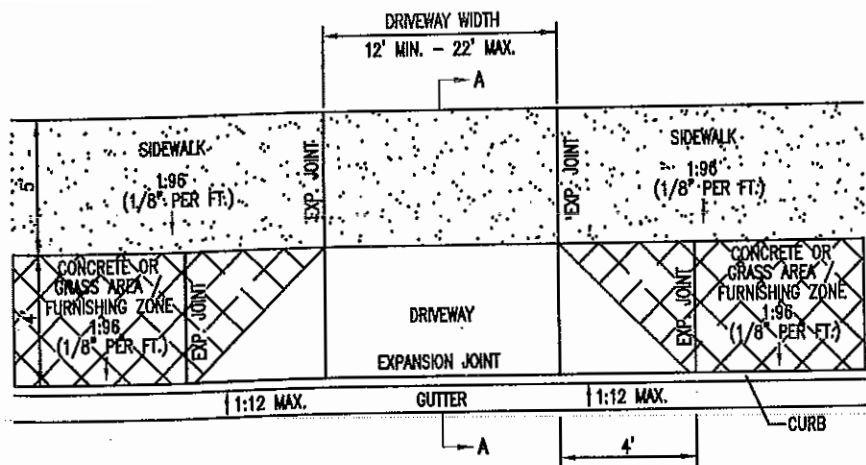 DRIVEWAY WIDTH
12' MIN. - 22' MAX.
A
SIDEWALK
1:96
(1/8" PER FT.)
5'
EXP. JOINT
EXP. JOINT
SIDEWALK
1:96
(1/8" PER FT.)
CONCRETE OR
GRASS AREA /
FURNISHING ZONE
1:96
(1/8" PER FT.)
4'
EXP. JOINT
DRIVEWAY
EXPANSION JOINT
EXP. JOINT
CONCRETE OR
GRASS AREA /
FURNISHING ZONE
1:96
(1/8" PER FT.)
1:12 MAX.
GUTTER
1:12 MAX.
CURB
A
4'